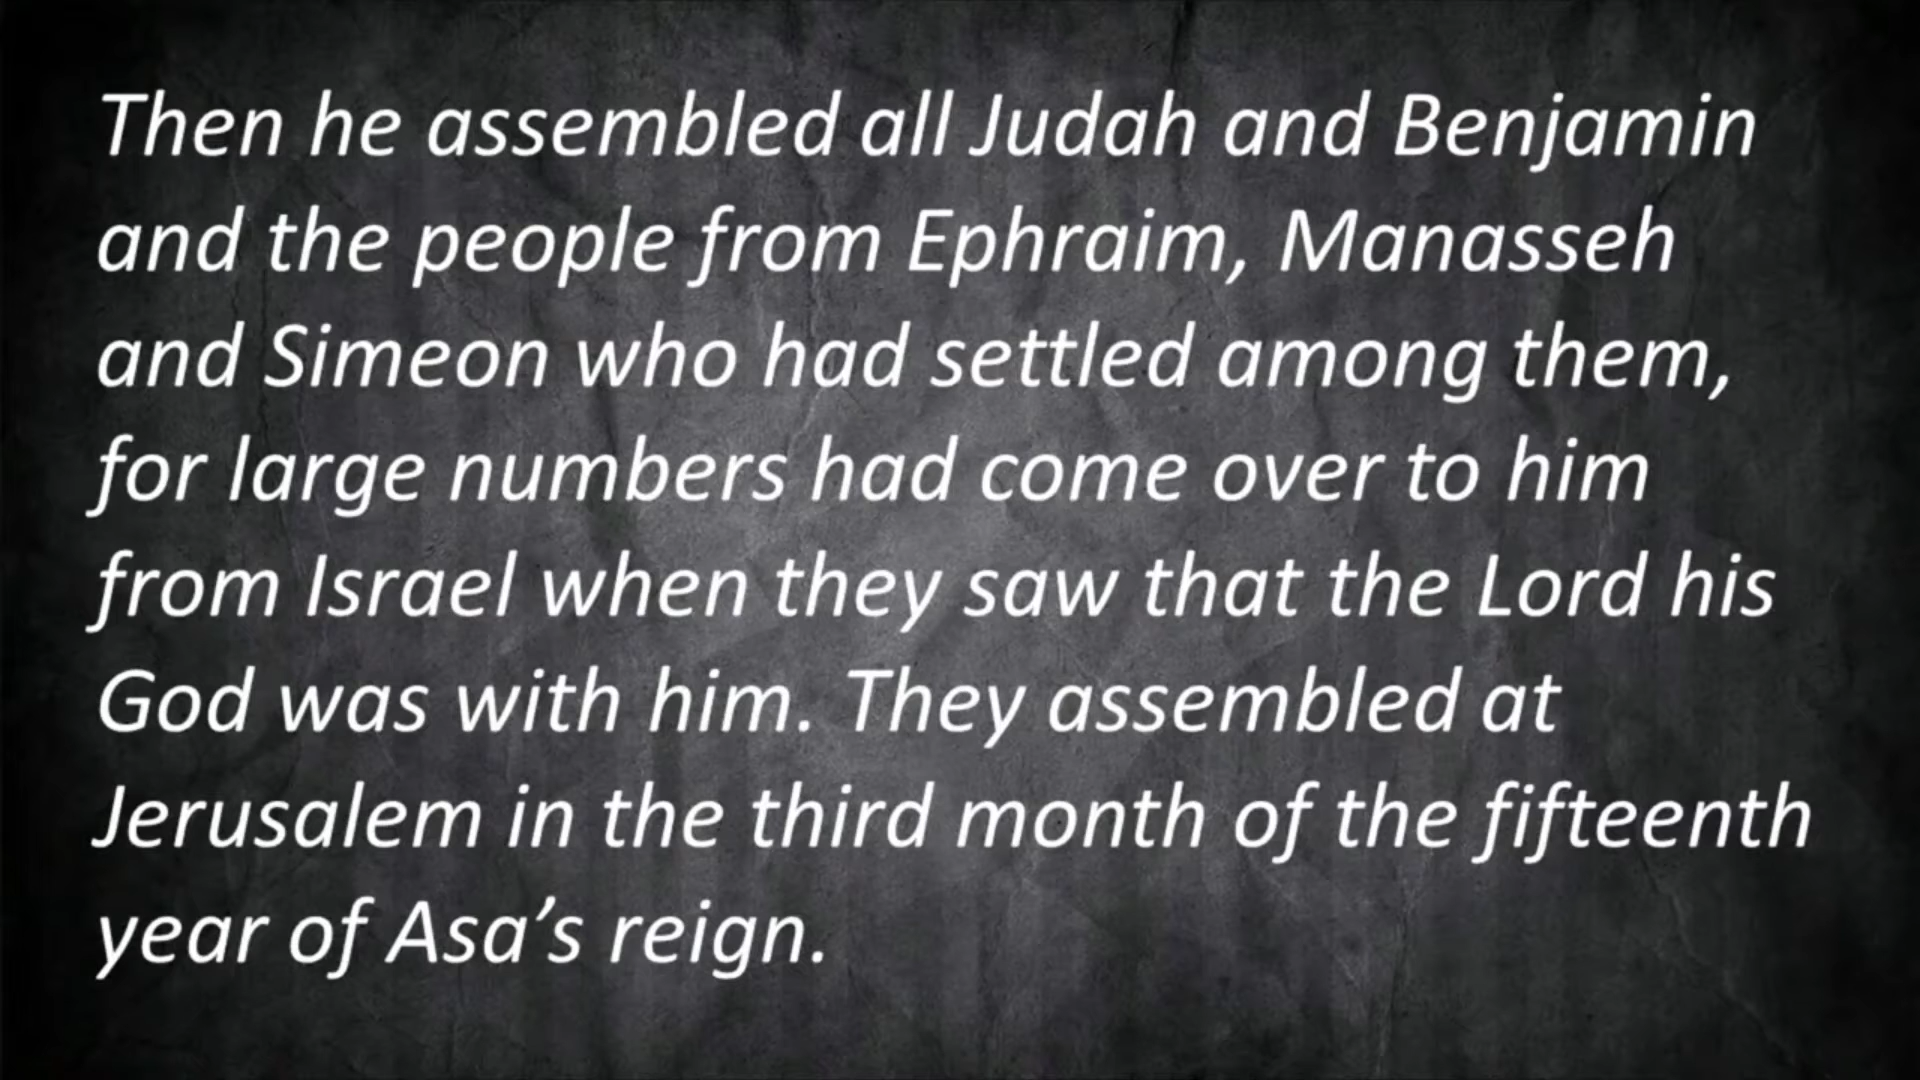 Then he assembled all Judah and Benjamin
and the people from Ephraim, Manasseh
and Simeon who had settled among them,
for large numbers had come over to him
from Israel when they saw that the Lord his
God was with him. They assembled at
Jerusalem in the third month of the fifteenth
year of Asa’s reign.